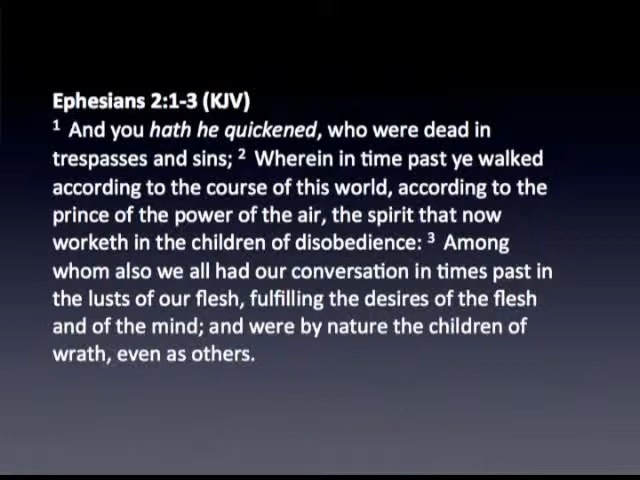 Ephesians 2:1-3 (KJV)
1 And you hath he quickened, who were dead in
trespasses and sins; 2 Wherein in time past ye walked
according to the course of this world, according to the
prince of the power of the air, the spirit that now
worketh in the children of disobedience: 3 Among
whom also we all had our conversation in times past in
the lusts of our flesh, fulfilling the desires of the flesh
and of the mind; and were by nature the children of
wrath, even as others.